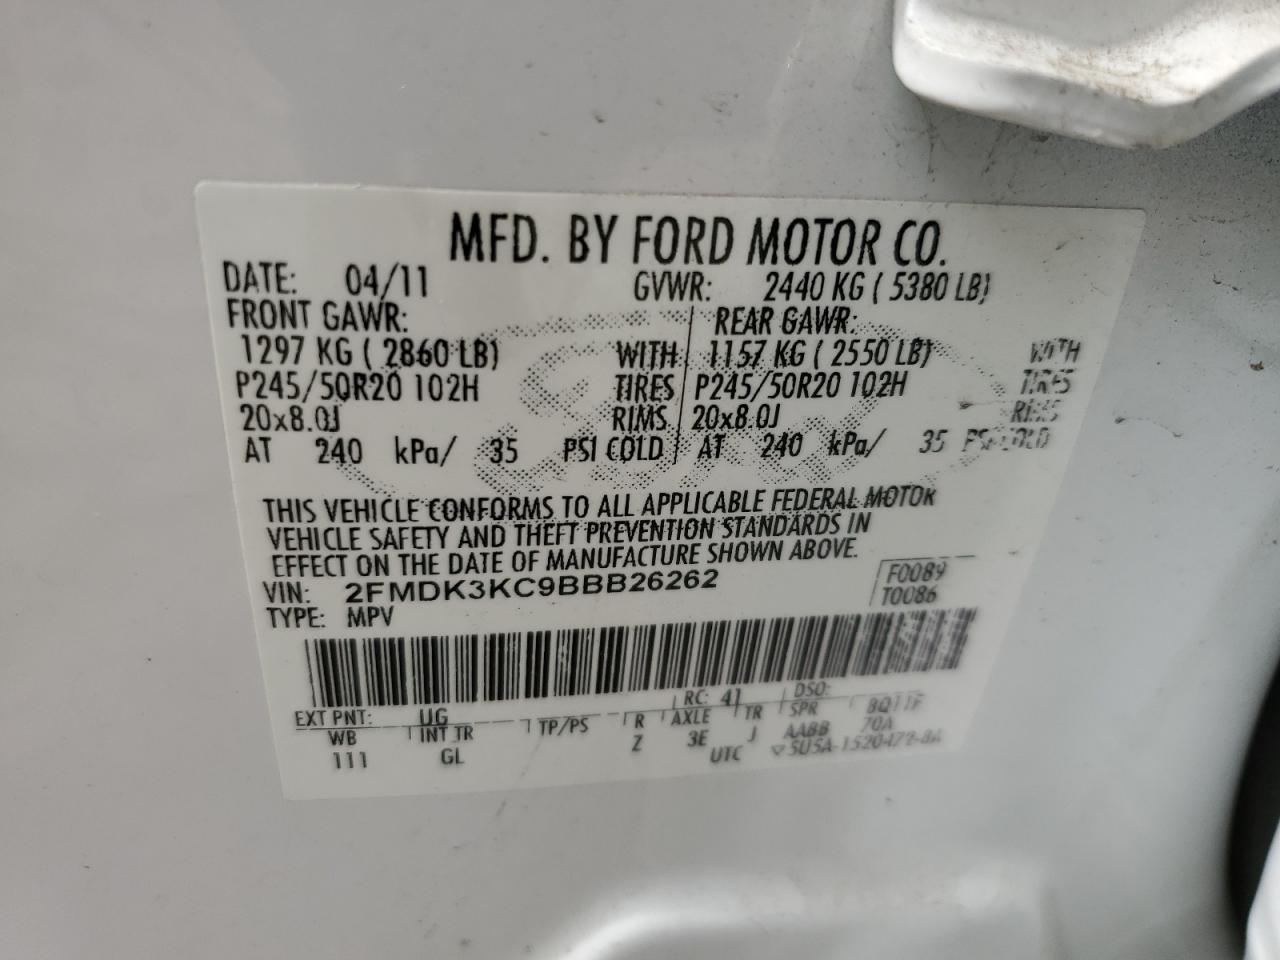 MFD. BY FORD MOTOR CO.
DATE: 04/11 GVWR: 2440 KG ( 5380 LB)
FRONT GAWR: REAR GAWR:
1297 KG ( 2860 LB) WITH 1157 KG ( 2550 LB) WITH
P245/50R20 102H TIRES P245/50R20 102H TIRES
20x8.0J RIMS 20x8.0J RIMS
AT 240 kPa/ 35 PSI COLD AT 240 kPa/ 35 PSI COLD
THIS VEHICLE CONFORMS TO ALL APPLICABLE FEDERAL MOTOR
VEHICLE SAFETY AND THEFT PREVENTION STANDARDS IN
EFFECT ON THE DATE OF MANUFACTURE SHOWN ABOVE.
VIN: 2FMDK3KC9BBB26262 F0089
TYPE: MPV T0086
EXT PNT: UG RC: 41 DSO:
WB INT TR TP/PS R AXLE TR SPR
111 GL Z 3E J AABB 70A
UTC